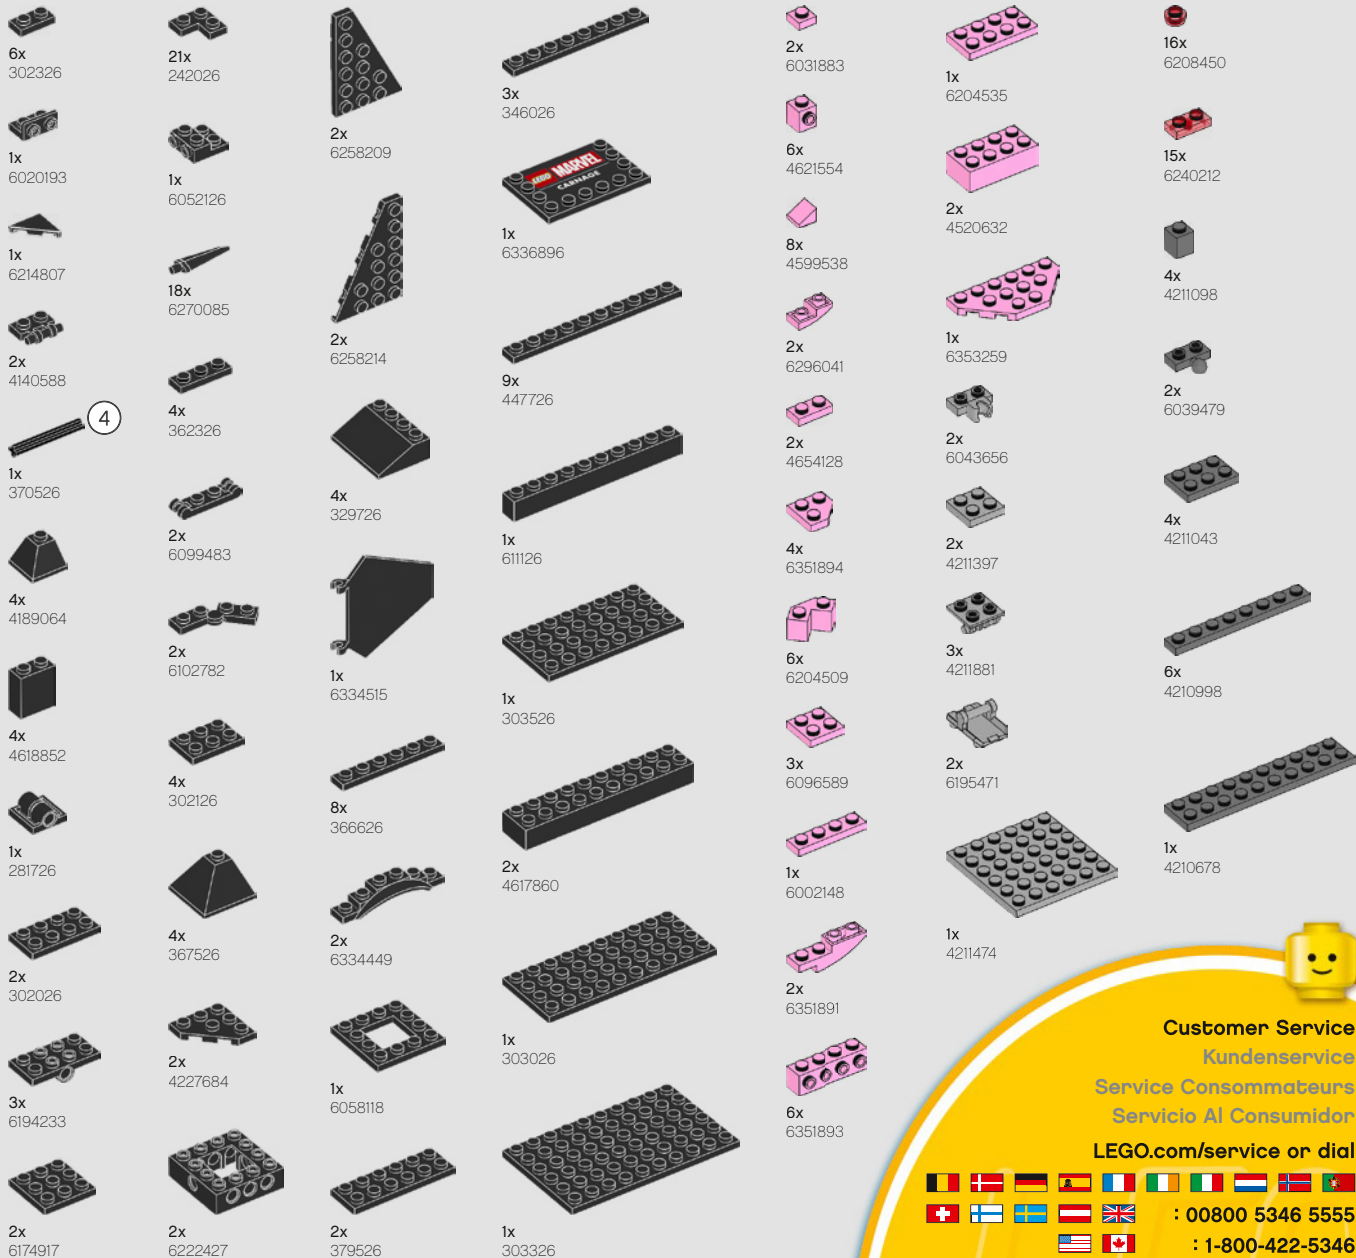 6x
302326
1x
6020193
1x
6214807
2x
4140588
4
1x
370526
4x
4189064
4x
4618852
1x
281726
2x
302026
3x
6194233
2x
6174917
21x
242026
1x
6052126
18x
6270085
4x
362326
2x
6099483
2x
6102782
4x
302126
4x
367526
2x
4227684
2x
6222427
2x
6258209
2x
6258214
4x
329726
1x
6334515
8x
366626
2x
6334449
1x
6058118
2x
379526
3x
346026
LEGO MARVEL
CARNAGE
1x
6336896
9x
447726
1x
611126
1x
303526
2x
4617860
1x
303026
1x
303326
2x
6031883
6x
4621554
8x
4599538
2x
6296041
2x
4654128
4x
6351894
6x
6204509
3x
6096589
1x
6002148
2x
6351891
6x
6351893
1x
6204535
2x
4520632
1x
6353259
2x
6043656
2x
4211397
3x
4211881
2x
6195471
1x
4211474
16x
6208450
15x
6240212
4x
4211098
2x
6039479
4x
4211043
6x
4210998
1x
4210678
Customer Service
Kundenservice
Service Consommateurs
Servicio Al Consumidor
LEGO.com/service or dial
: 00800 5346 5555
: 1-800-422-5346